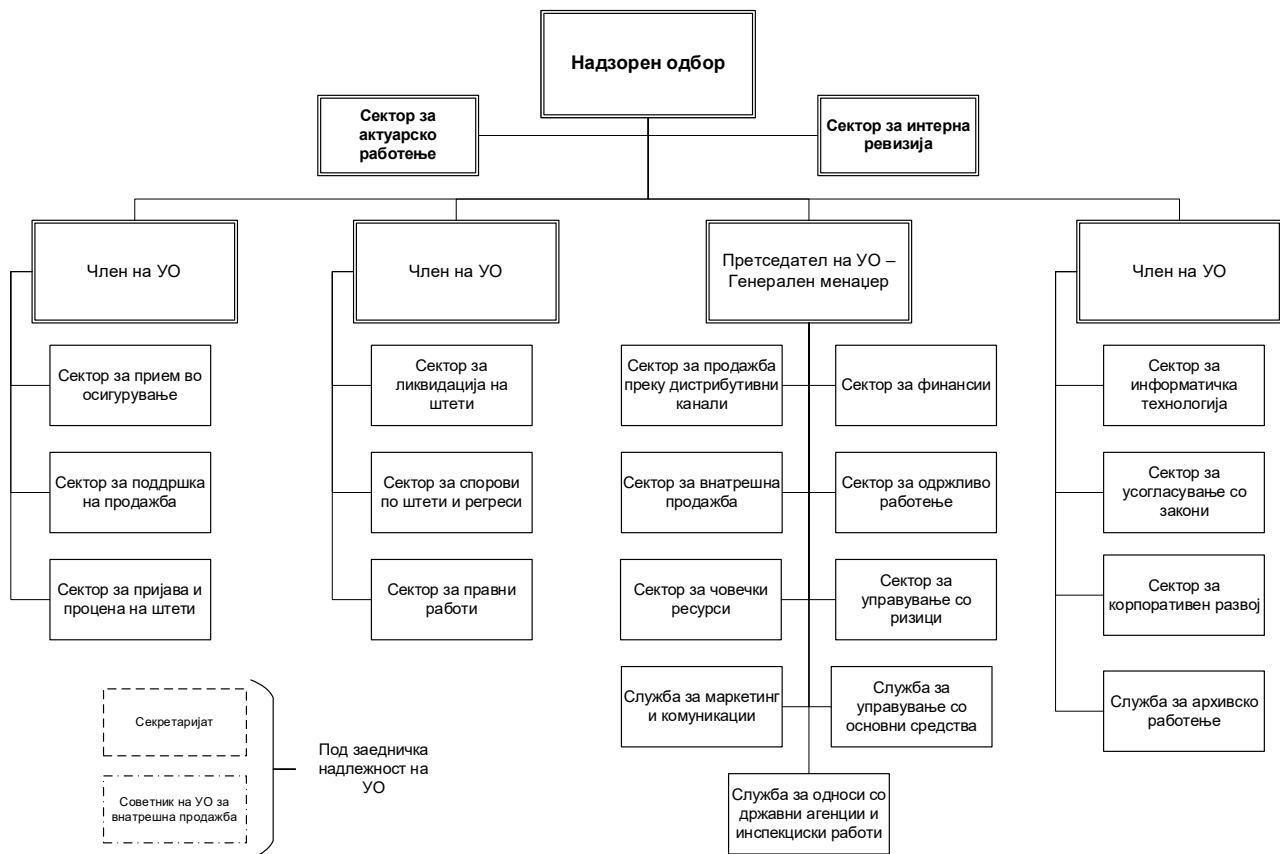 Надзорен одбор
Сектор за
актуарско
работење
Сектор за интерна
ревизија
Член на УО
Член на УО
Претседател на УО –
Генерален менаџер
Член на УО
Сектор за прием во
осигурување
Сектор за поддршка
на продажба
Сектор за пријава и
процена на штети
Сектор за
ликвидација на
штети
Сектор за спорови
по штети и регреси
Сектор за правни
работи
Сектор за продажба
преку дистрибутивни
канали
Сектор за финансии
Сектор за внатрешна
продажба
Сектор за одржливо
работење
Сектор за човечки
ресурси
Сектор за
управување со
ризици
Служба за маркетинг
и комуникации
Служба за
управување со
основни средства
Служба за односи со
државни агенции и
инспекциски работи
Сектор за
информатичка
технологија
Сектор за
усогласување со
закони
Сектор за
корпоративен развој
Служба за архивско
работење
Секретаријат
Советник на УО за
внатрешна продажба
Под заедничка
надлежност на
УО